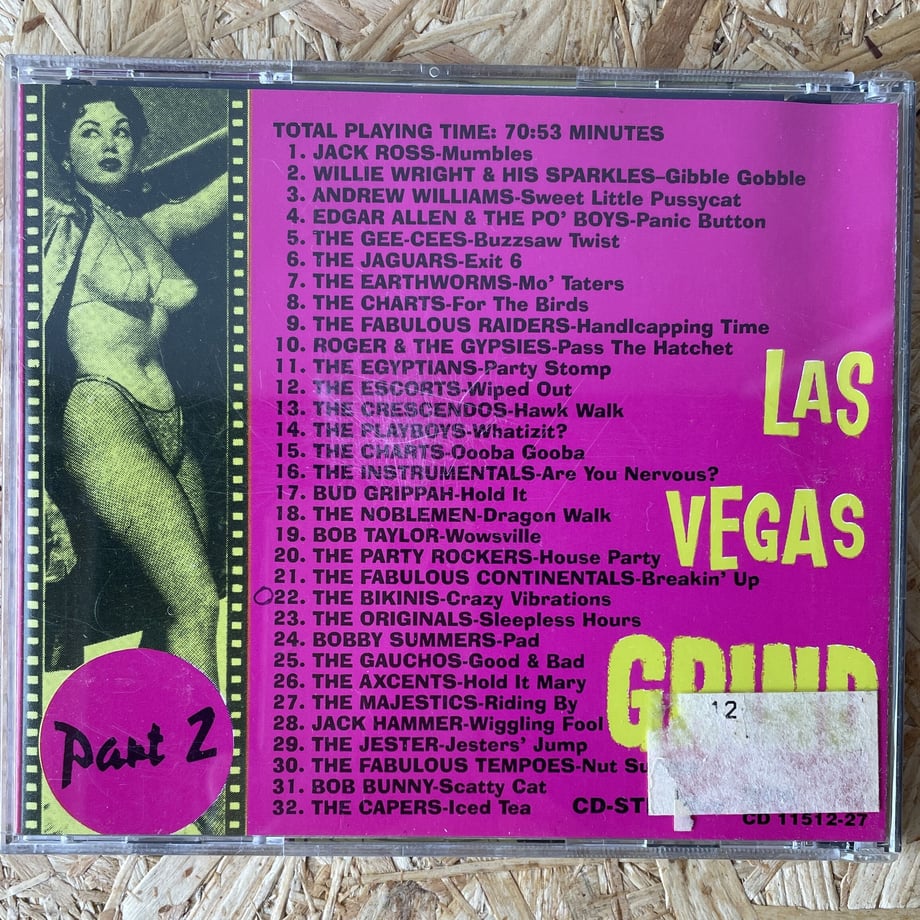 TOTAL PLAYING TIME: 70:53 MINUTES
1. JACK ROSS-Mumbles
2. WILLIE WRIGHT & HIS SPARKLES-Gibble Gobble
3. ANDREW WILLIAMS-Sweet Little Pussycat
4. EDGAR ALLEN & THE PO' BOYS-Panic Button
5. THE GEE-CEES-Buzzsaw Twist
6. THE JAGUARS-Exit 6
7. THE EARTHWORMS-Mo' Taters
8. THE CHARTS-For The Birds
9. THE FABULOUS RAIDERS-Handlcapping Time
10. ROGER & THE GYPSIES-Pass The Hatchet
11. THE EGYPTIANS-Party Stomp
12. THE ESCORTS-Wiped Out
13. THE CRESCENDOS-Hawk Walk
14. THE PLAYBOYS-Whatizit?
15. THE CHARTS-Oooba Gooba
16. THE INSTRUMENTALS-Are You Nervous?
17. BUD GRIPPAH-Hold It
18. THE NOBLEMEN-Dragon Walk
19. BOB TAYLOR-Wowsville
20. THE PARTY ROCKERS-House Party
21. THE FABULOUS CONTINENTALS-Breakin' Up
22. THE BIKINIS-Crazy Vibrations
23. THE ORIGINALS-Sleepless Hours
24. BOBBY SUMMERS-Pad
25. THE GAUCHOS-Good & Bad
26. THE AXCENTS-Hold It Mary
27. THE MAJESTICS-Riding By
28. JACK HAMMER-Wiggling Fool
29. THE JESTER-Jesters' Jump
30. THE FABULOUS TEMPOES-Nut
31. BOB BUNNY-Scatty Cat
32. THE CAPERS-Iced Tea
CD-ST
CD 11512-27
LAS
VEGAS
GRIND
12
Part 2